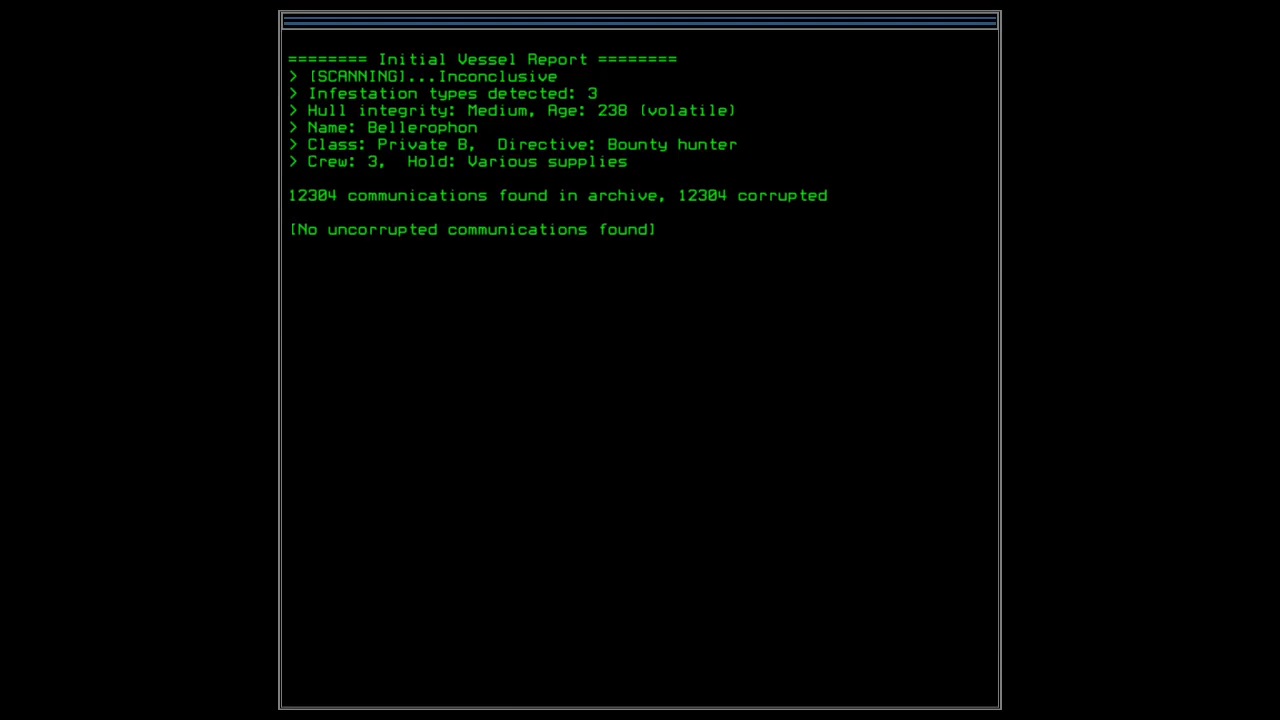 ======== Initial Vessel Report ========
> [SCANNING]...Inconclusive
> Infestation types detected: 3
> Hull integrity: Medium, Age: 238 (volatile)
> Name: Bellerophon
> Class: Private B,  Directive: Bounty hunter
> Crew: 3,  Hold: Various supplies
12304 communications found in archive, 12304 corrupted
[No uncorrupted communications found]